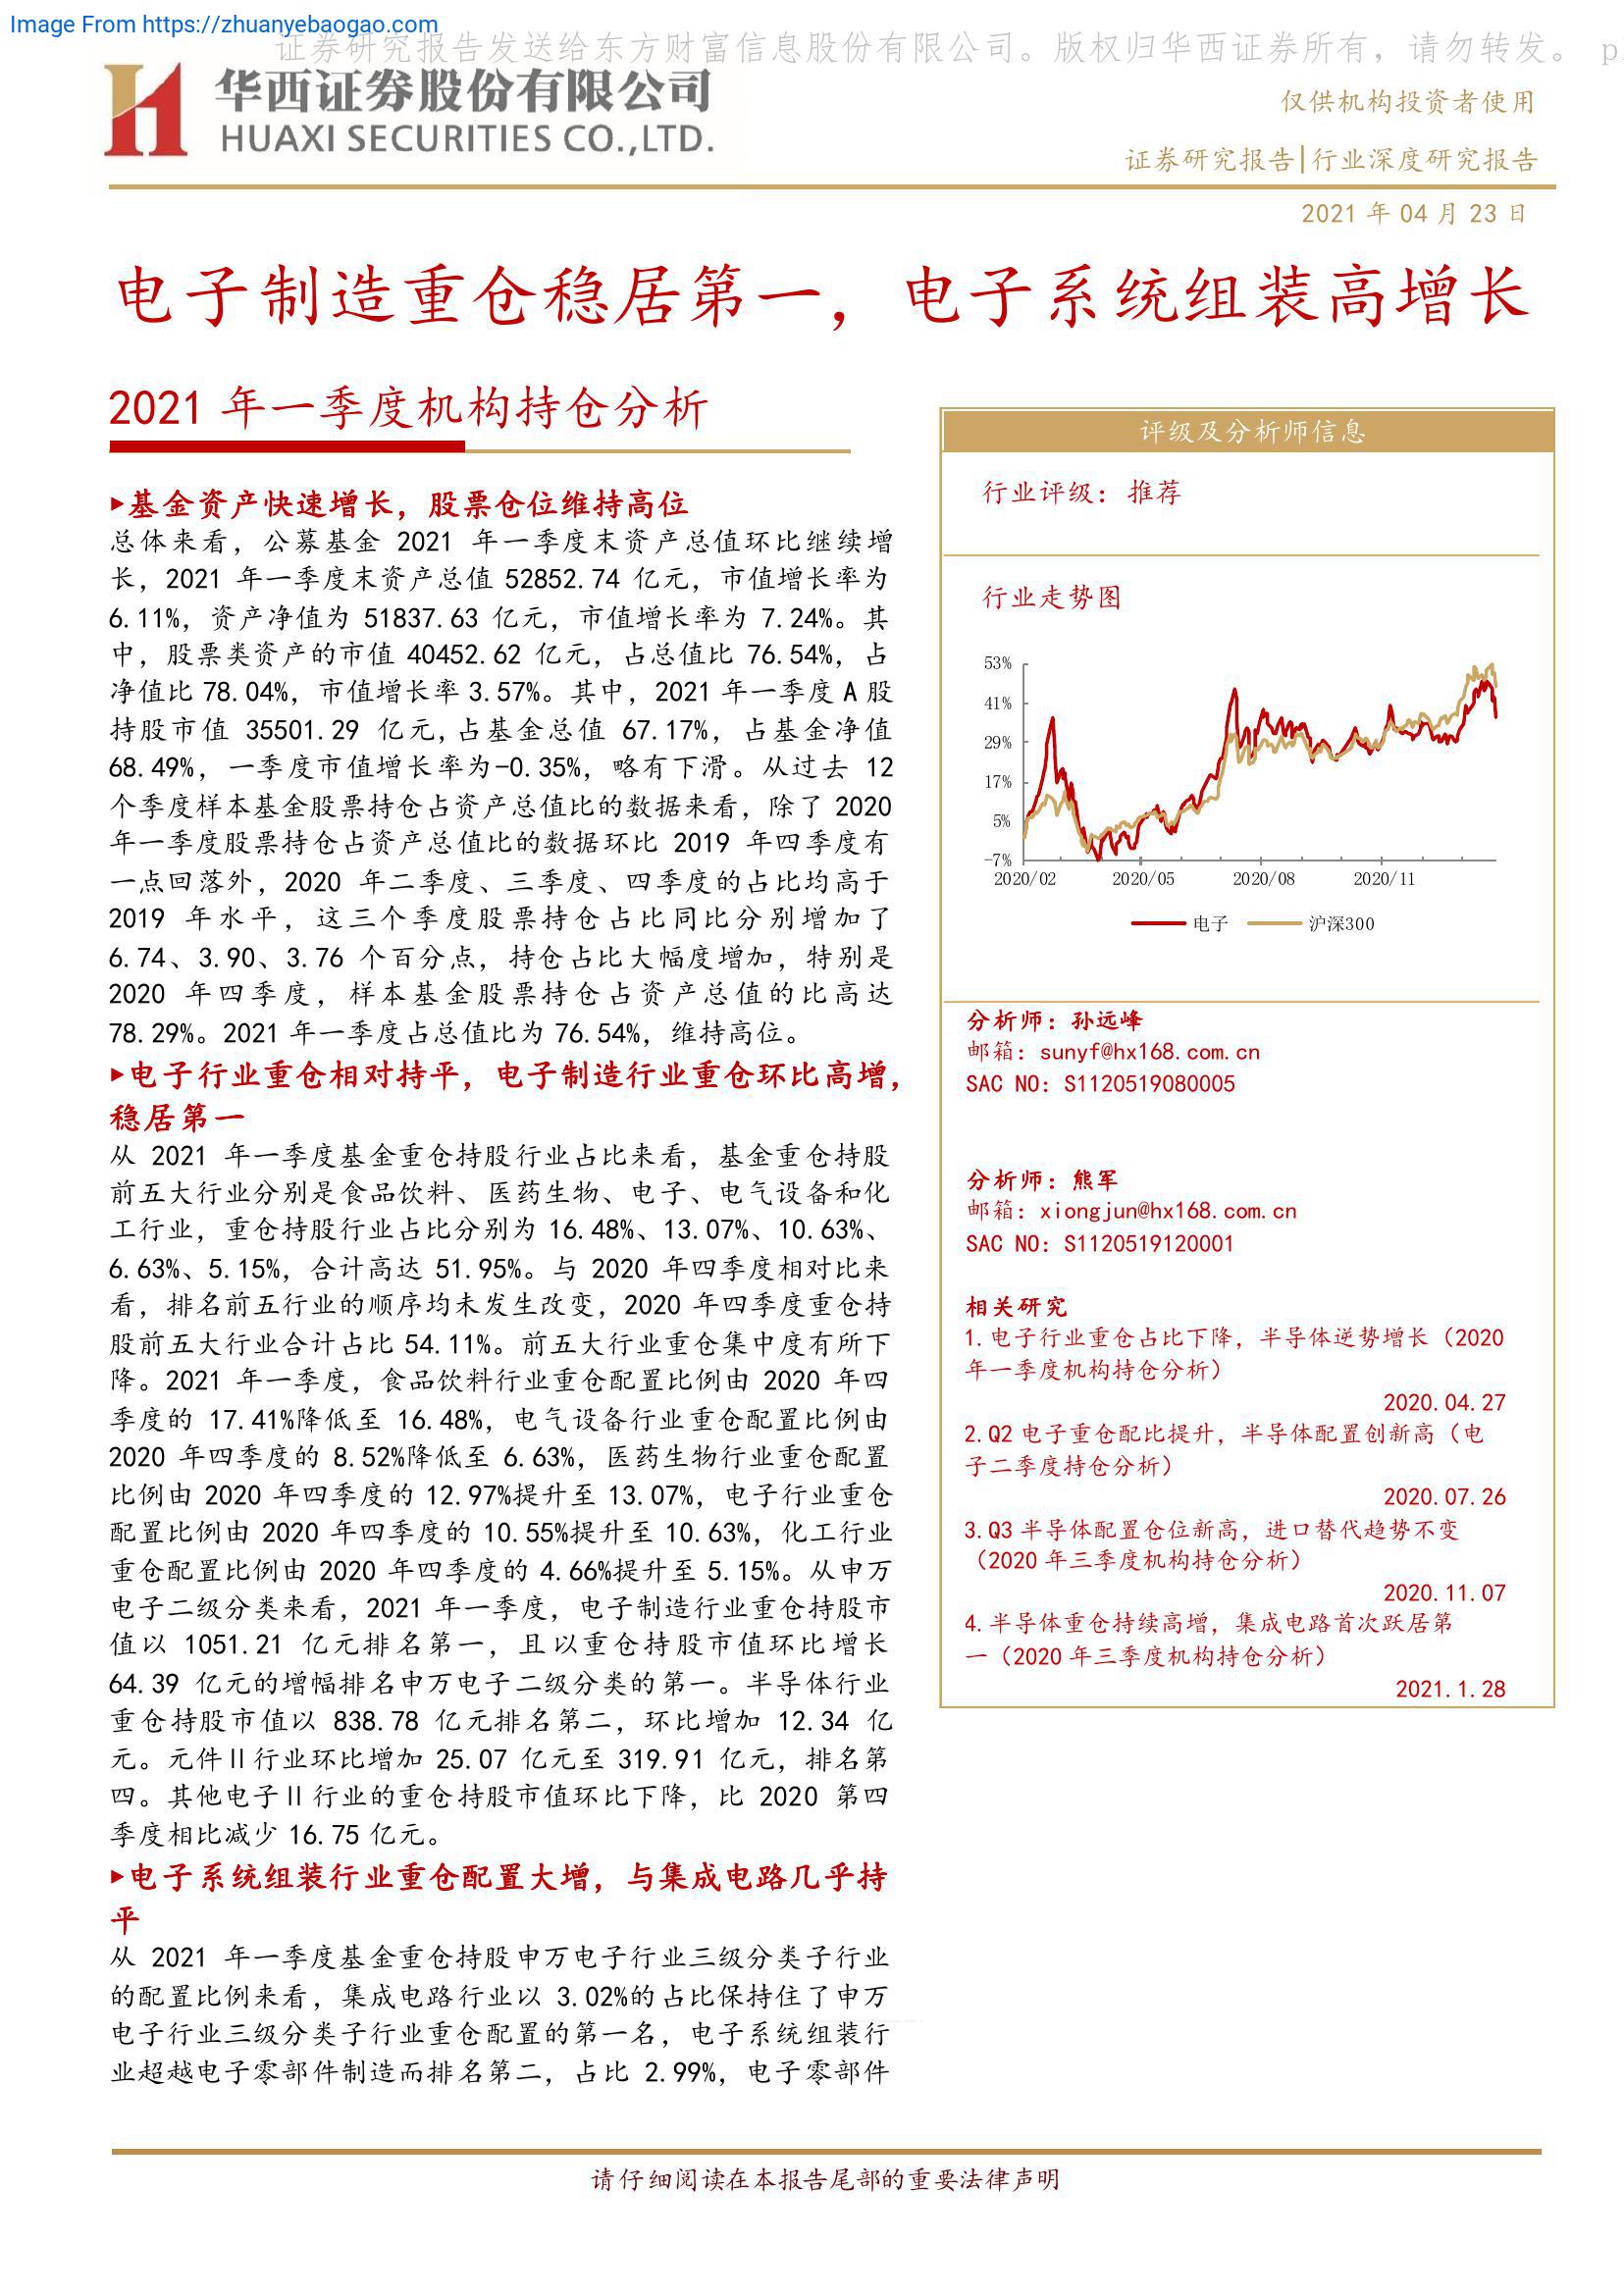 Image From https://zhuanyebaogao.com
证券研究报告发送给东方财富信息股份有限公司。版权归华西证券所有，请勿转发。 p
华西证券股份有限公司
HUAXI SECURITIES CO.,LTD.
仅供机构投资者使用
证券研究报告|行业深度研究报告
2021 年 04 月 23 日
电子制造重仓稳居第一，电子系统组装高增长
2021 年一季度机构持仓分析
▸基金资产快速增长，股票仓位维持高位
总体来看，公募基金 2021 年一季度末资产总值环比继续增
长，2021 年一季度末资产总值 52852.74 亿元，市值增长率为
6.11%，资产净值为 51837.63 亿元，市值增长率为 7.24%。其
中，股票类资产的市值 40452.62 亿元，占总值比 76.54%，占
净值比 78.04%，市值增长率 3.57%。其中，2021 年一季度 A 股
持股市值 35501.29 亿元,占基金总值 67.17%，占基金净值
68.49%，一季度市值增长率为-0.35%，略有下滑。从过去 12
个季度样本基金股票持仓占资产总值比的数据来看，除了 2020
年一季度股票持仓占资产总值比的数据环比 2019 年四季度有
一点回落外，2020 年二季度、三季度、四季度的占比均高于
2019 年水平，这三个季度股票持仓占比同比分别增加了
6.74、3.90、3.76 个百分点，持仓占比大幅度增加，特别是
2020 年四季度，样本基金股票持仓占资产总值的比高达
78.29%。2021 年一季度占总值比为 76.54%，维持高位。
▸电子行业重仓相对持平，电子制造行业重仓环比高增，
稳居第一
从 2021 年一季度基金重仓持股行业占比来看，基金重仓持股
前五大行业分别是食品饮料、医药生物、电子、电气设备和化
工行业，重仓持股行业占比分别为 16.48%、13.07%、10.63%、
6.63%、5.15%，合计高达 51.95%。与 2020 年四季度相对比来
看，排名前五行业的顺序均未发生改变，2020 年四季度重仓持
股前五大行业合计占比 54.11%。前五大行业重仓集中度有所下
降。2021 年一季度，食品饮料行业重仓配置比例由 2020 年四
季度的 17.41%降低至 16.48%，电气设备行业重仓配置比例由
2020 年四季度的 8.52%降低至 6.63%，医药生物行业重仓配置
比例由 2020 年四季度的 12.97%提升至 13.07%，电子行业重仓
配置比例由 2020 年四季度的 10.55%提升至 10.63%，化工行业
重仓配置比例由 2020 年四季度的 4.66%提升至 5.15%。从申万
电子二级分类来看，2021 年一季度，电子制造行业重仓持股市
值以 1051.21 亿元排名第一，且以重仓持股市值环比增长
64.39 亿元的增幅排名申万电子二级分类的第一。半导体行业
重仓持股市值以 838.78 亿元排名第二，环比增加 12.34 亿
元。元件Ⅱ行业环比增加 25.07 亿元至 319.91 亿元，排名第
四。其他电子Ⅱ行业的重仓持股市值环比下降，比 2020 第四
季度相比减少 16.75 亿元。
▸电子系统组装行业重仓配置大增，与集成电路几乎持
平
从 2021 年一季度基金重仓持股申万电子行业三级分类子行业
的配置比例来看，集成电路行业以 3.02%的占比保持住了申万
电子行业三级分类子行业重仓配置的第一名，电子系统组装行
业超越电子零部件制造而排名第二，占比 2.99%，电子零部件
评级及分析师信息
行业评级：推荐
行业走势图
53%
41%
29%
17%
5%
-7%
2020/02 2020/05 2020/08 2020/11
电子 沪深300
分析师：孙远峰
邮箱：sunyf@hx168.com.cn
SAC NO：S1120519080005
分析师：熊军
邮箱：xiongjun@hx168.com.cn
SAC NO：S1120519120001
相关研究
1.电子行业重仓占比下降，半导体逆势增长（2020
年一季度机构持仓分析）
2020.04.27
2.Q2 电子重仓配比提升，半导体配置创新高（电
子二季度持仓分析）
2020.07.26
3.Q3 半导体配置仓位新高，进口替代趋势不变
（2020 年三季度机构持仓分析）
2020.11.07
4.半导体重仓持续高增，集成电路首次跃居第
一（2020 年三季度机构持仓分析）
2021.1.28
请仔细阅读在本报告尾部的重要法律声明